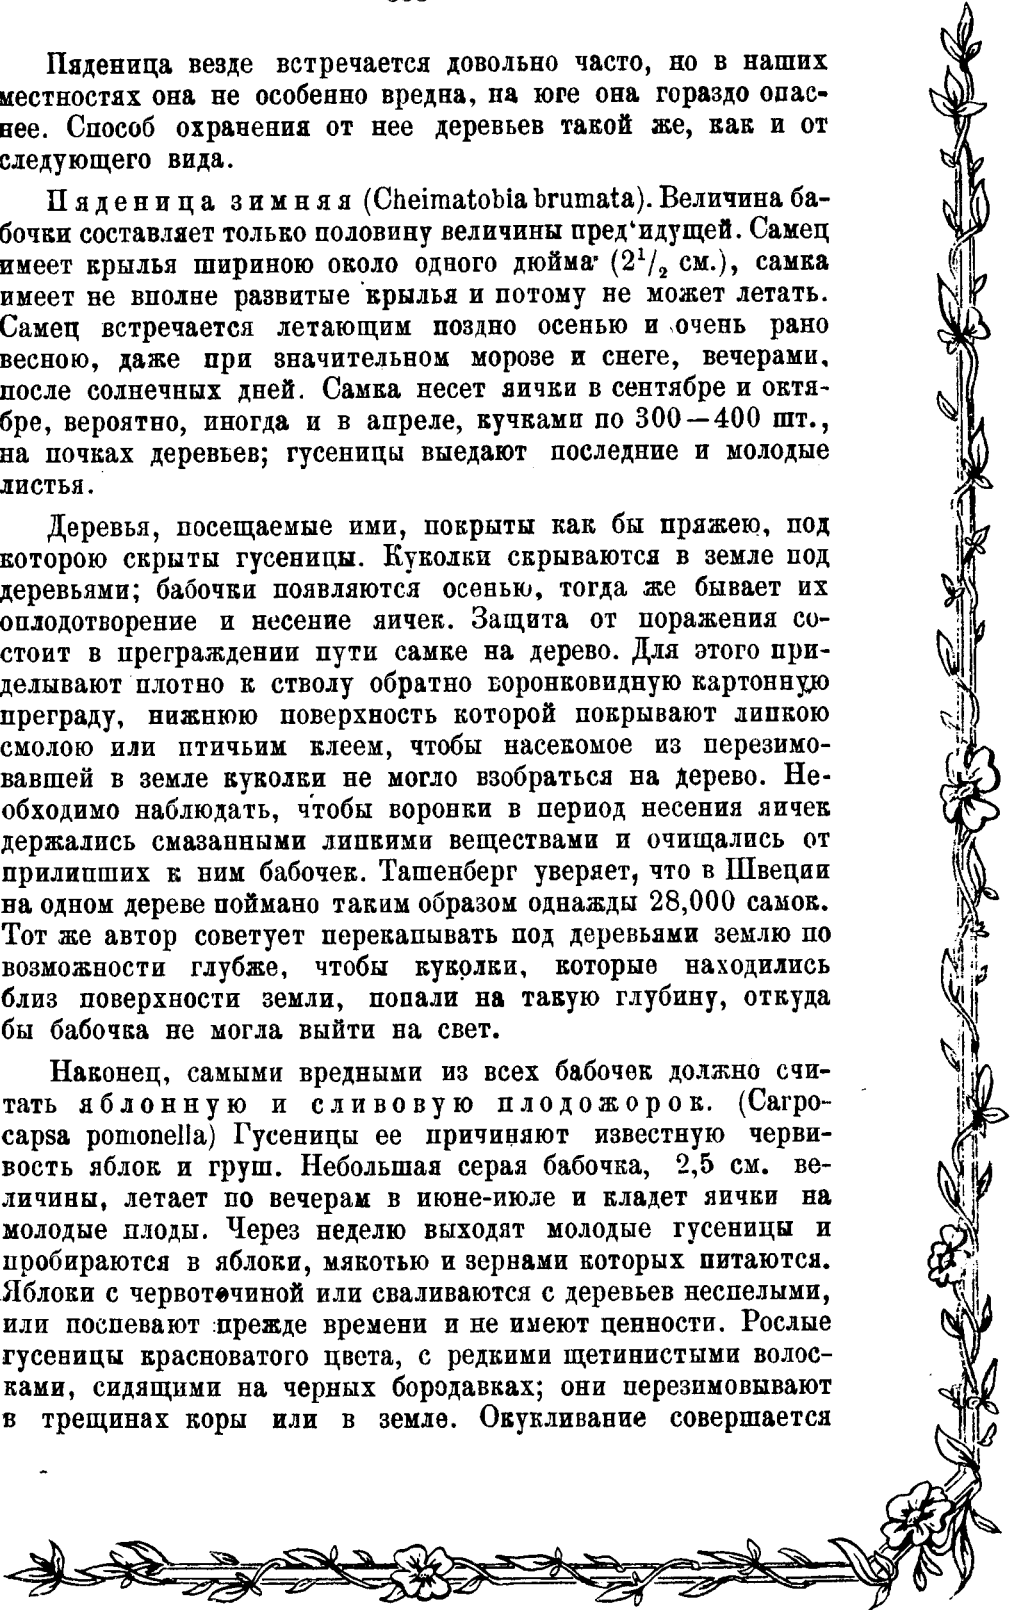 Пяденица везде встречается довольно часто, но в наших
местностях она не особенно вредна, на юге она гораздо опас-
нее. Способ охранения от нее деревьев такой же, как и от
следующего вида.
Пяденица зимняя (Cheimatobia brumata). Величина ба-
бочки составляет только половину величины пред‘идущей. Самец
имеет крылья шириною около одного дюйма (2¹/₂ см.), самка
имеет не вполне развитые крылья и потому не может летать.
Самец встречается летающим поздно осенью и очень рано
весною, даже при значительном морозе и снеге, вечерами,
после солнечных дней. Самка несет яички в сентябре и октя-
бре, вероятно, иногда и в апреле, кучками по 300—400 шт.,
на почках деревьев; гусеницы выедают последние и молодые
листья.
Деревья, посещаемые ими, покрыты как бы пряжею, под
которою скрыты гусеницы. Куколки скрываются в земле под
деревьями; бабочки появляются осенью, тогда же бывает их
оплодотворение и несение яичек. Защита от поражения со-
стоит в преграждении пути самке на дерево. Для этого при-
делывают плотно к стволу обратно воронковидную картонную
преграду, нижнюю поверхность которой покрывают липкою
смолою или птичьим клеем, чтобы насекомое из перезимо-
вавшей в земле куколки не могло взобраться на дерево. Не-
обходимо наблюдать, чтобы воронки в период несения яичек
держались смазанными липкими веществами и очищались от
прилипших к ним бабочек. Ташенберг уверяет, что в Швеции
на одном дереве поймано таким образом однажды 28,000 самок.
Тот же автор советует перекапывать под деревьями землю по
возможности глубже, чтобы куколки, которые находились
близ поверхности земли, попали на такую глубину, откуда
бы бабочка не могла выйти на свет.
Наконец, самыми вредными из всех бабочек должно счи-
тать яблонную и сливовую плодожорок. (Carpo-
capsa pomonella) Гусеницы ее причиняют известную черви-
вость яблок и груш. Небольшая серая бабочка, 2,5 см. ве-
личины, летает по вечерам в июне-июле и кладет яички на
молодые плоды. Через неделю выходят молодые гусеницы и
пробираются в яблоки, мякотью и зернами которых питаются.
Яблоки с червоточиной или сваливаются с деревьев неспелыми,
или поспевают прежде времени и не имеют ценности. Рослые
гусеницы красноватого цвета, с редкими щетинистыми волос-
ками, сидящими на черных бородавках; они перезимовывают
в трещинах коры или в земле. Окукливание совершается